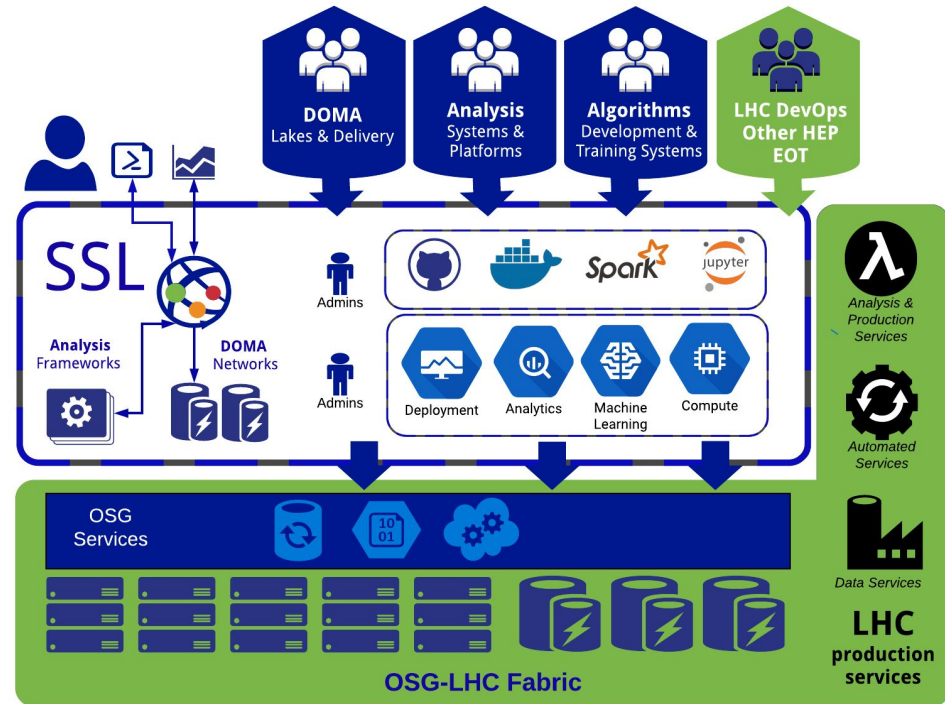 DOMA
Lakes & Delivery
Analysis
Systems &
Platforms
Algorithms
Development &
Training Systems
LHC DevOps
Other HEP
EOT
SSL
Analysis
Frameworks
DOMA
Networks
Admins
Spark
jupyter
Admins
Deployment
Analytics
Machine
Learning
Compute
Analysis &
Production
Services
Automated
Services
Data Services
LHC
production
services
OSG
Services
10
01
OSG-LHC Fabric
λ